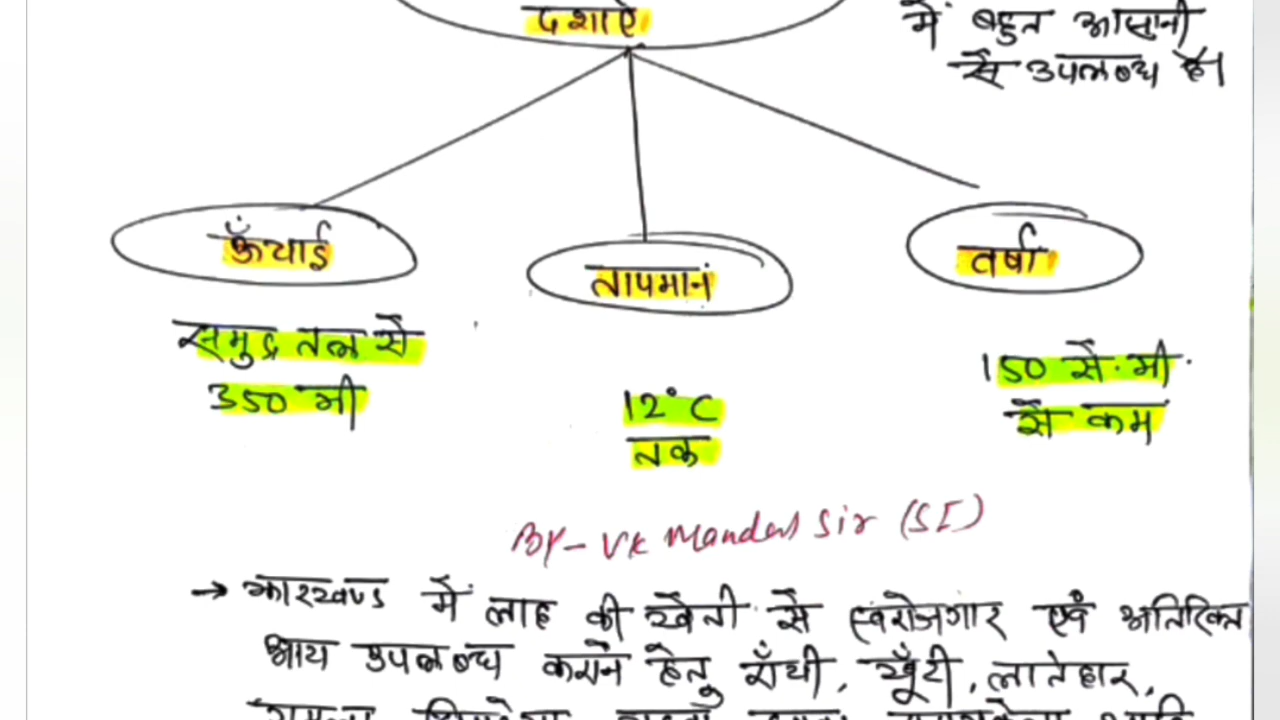 दशाऐ
में बहुत आसानी
से उपलब्ध है।
ऊँचाई
तापमान
वर्षा
समुद्र तल से
350 मी
12°C
तक
150 से. मी.
से कम
By- VK Mandal Sir (SI)
→ झारखण्ड में लाह की खेती से स्वरोजगार एवं अतिरिक्त
आय उपलब्ध कराने हेतु राँची, खूँटी, लातेहार,